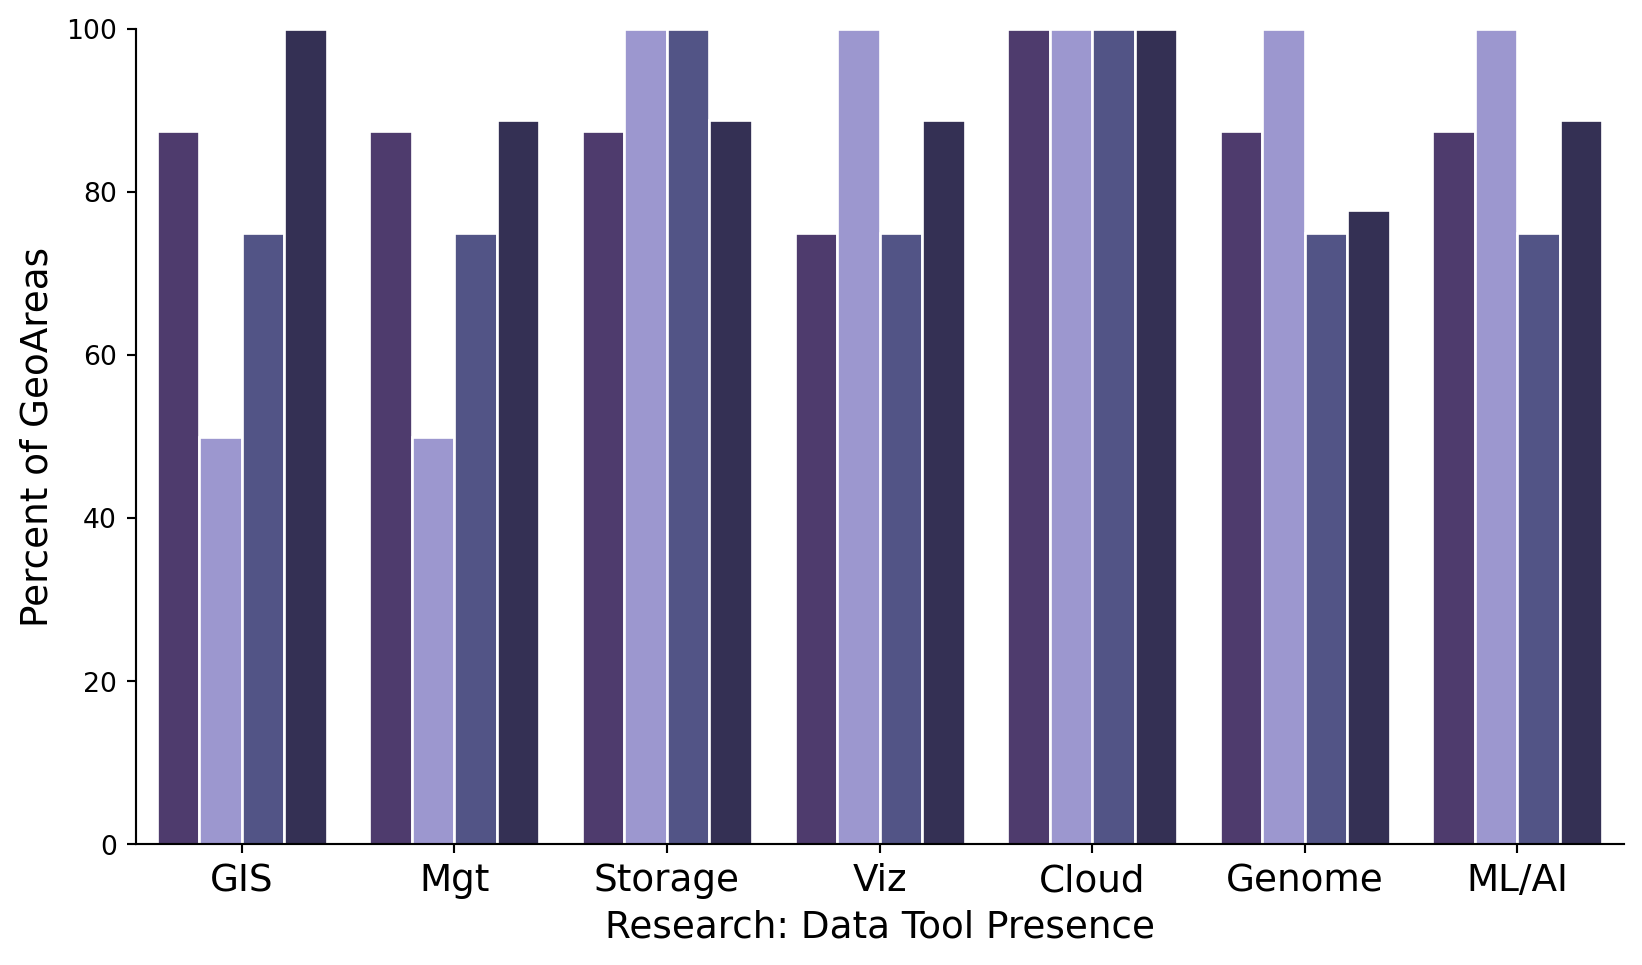 100
80
60
40
20
0
Percent of GeoAreas
GIS Mgt Storage Viz Cloud Genome ML/AI
Research: Data Tool Presence